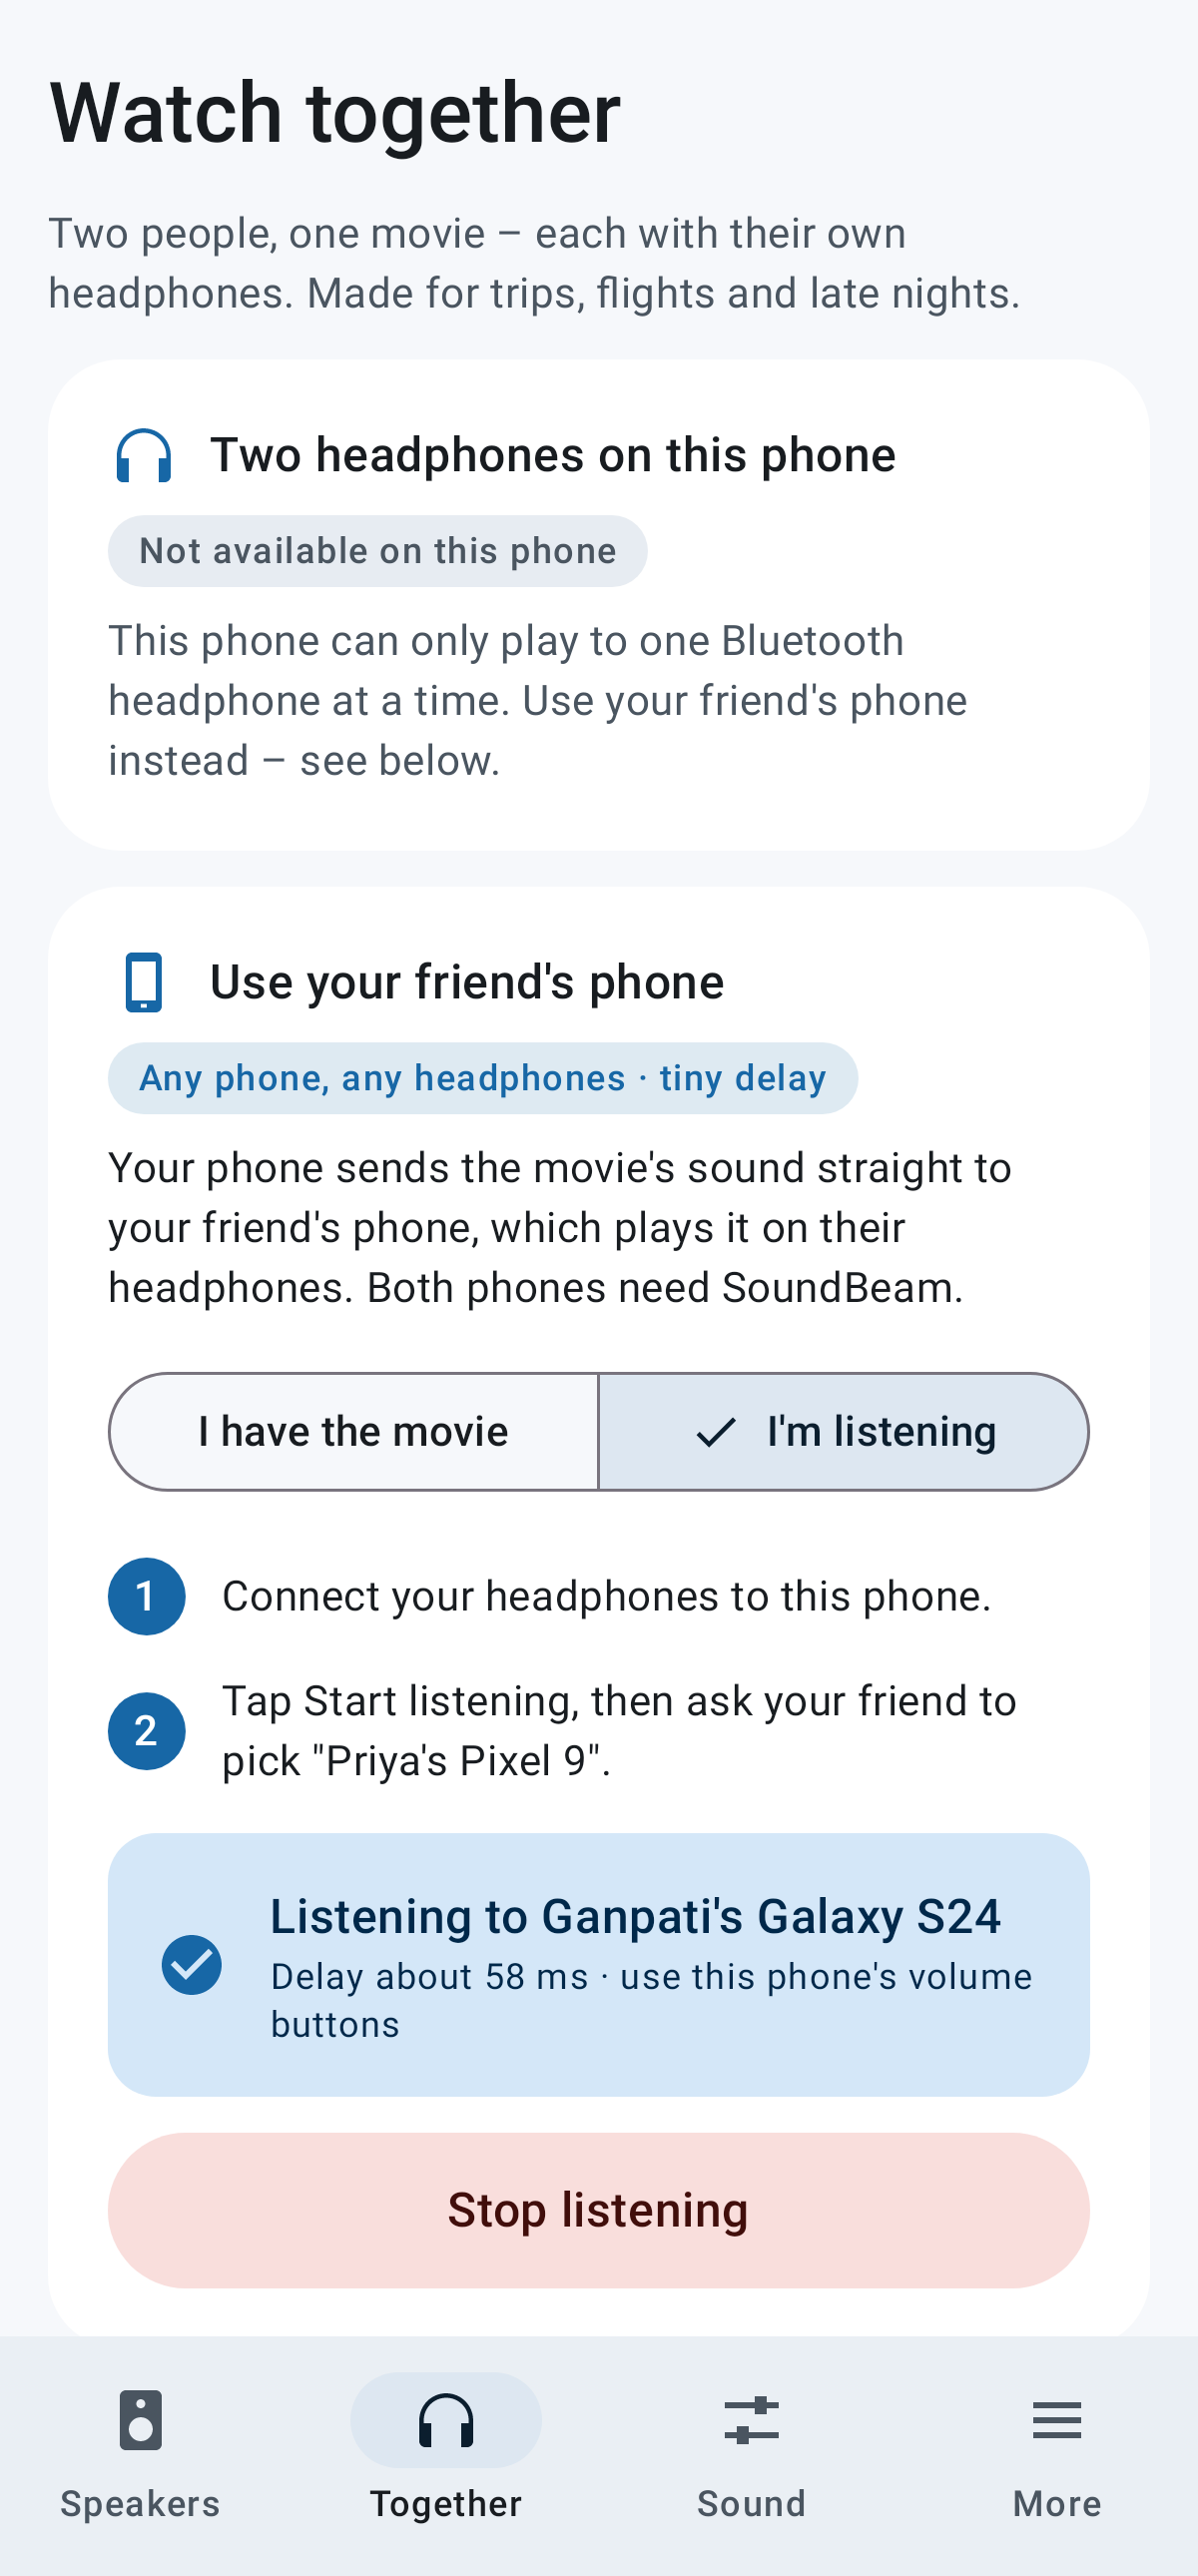 Watch together
Two people, one movie – each with their own
headphones. Made for trips, flights and late nights.
Two headphones on this phone
Not available on this phone
This phone can only play to one Bluetooth
headphone at a time. Use your friend's phone
instead – see below.
Use your friend's phone
Any phone, any headphones · tiny delay
Your phone sends the movie's sound straight to
your friend's phone, which plays it on their
headphones. Both phones need SoundBeam.
I have the movie
I'm listening
1 Connect your headphones to this phone.
2 Tap Start listening, then ask your friend to
pick "Priya's Pixel 9".
Listening to Ganpati's Galaxy S24
Delay about 58 ms · use this phone's volume
buttons
Stop listening
Speakers
Together
Sound
More